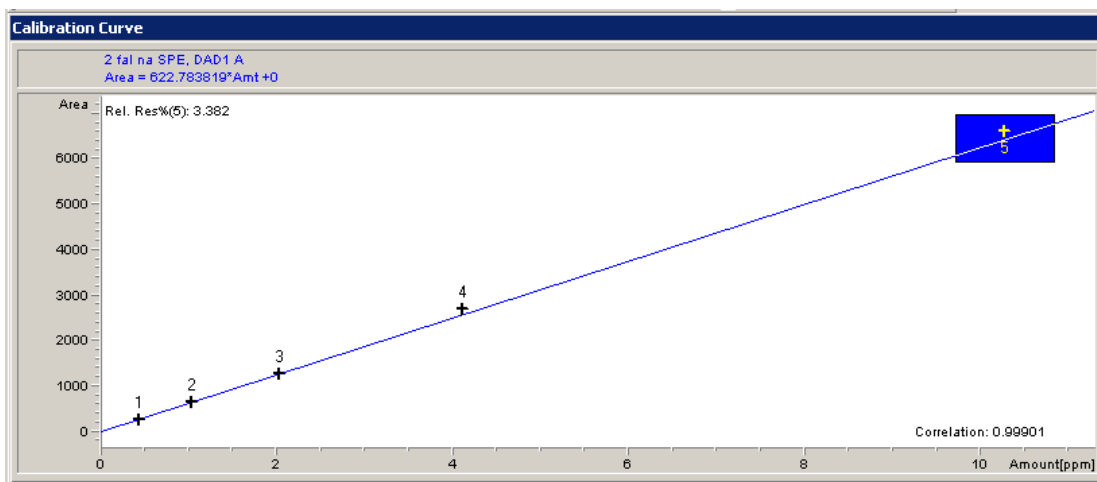 Calibration Curve
2 fal na SPE, DAD1 A
Area = 622.783819*Amt +0
Area
Rel. Res%(5): 3.382
6000
5000
4000
3000
2000
1000
0
1
2
3
4
5
Correlation: 0.99901
0 2 4 6 8 10 Amount[ppm]